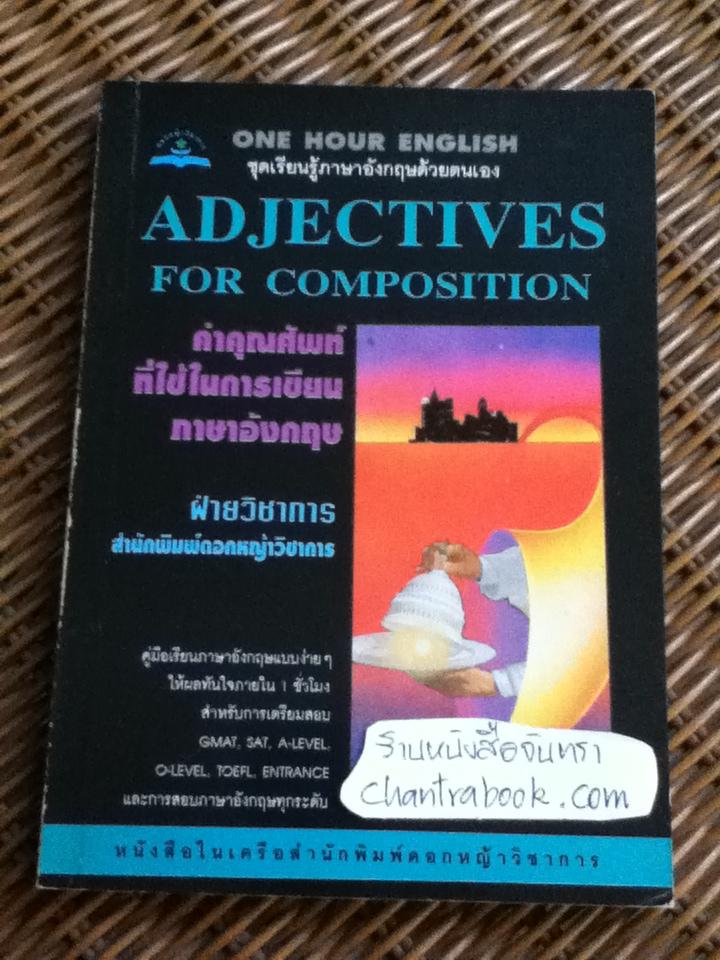 ONE HOUR ENGLISH
ชุดเรียนรู้ภาษาอังกฤษด้วยตนเอง
ADJECTIVES
FOR COMPOSITION
คำคุณศัพท์
ที่ใช้ในการเขียน
ภาษาอังกฤษ
ฝ่ายวิชาการ
สำนักพิมพ์ดอกหญ้าวิชาการ
คู่มือเรียนภาษาอังกฤษแบบง่าย ๆ
ให้ผลทันใจภายใน 1 ชั่วโมง
สำหรับการเตรียมสอบ
GMAT, SAT, A-LEVEL,
O-LEVEL, TOEFL, ENTRANCE
และการสอบภาษาอังกฤษทุกระดับ
ร้านหนังสือจันทรา
chantrabook.com
หนังสือในเครือสำนักพิมพ์ดอกหญ้าวิชาการ